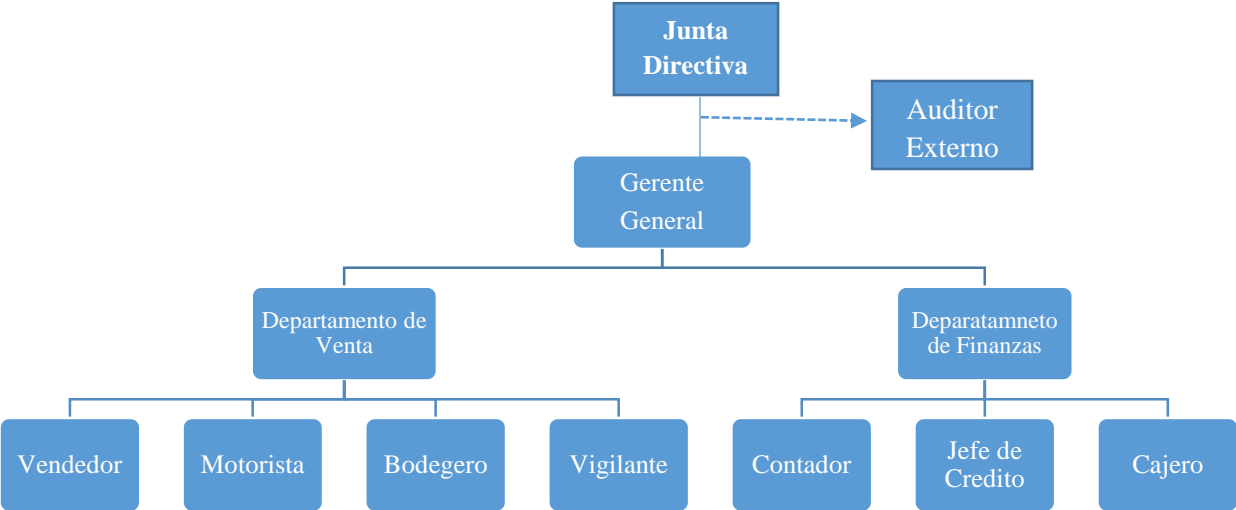 Junta
Directiva
Auditor
Externo
Gerente
General
Departamento de
Venta
Deparatamneto
de Finanzas
Vendedor
Motorista
Bodegero
Vigilante
Contador
Jefe de
Credito
Cajero